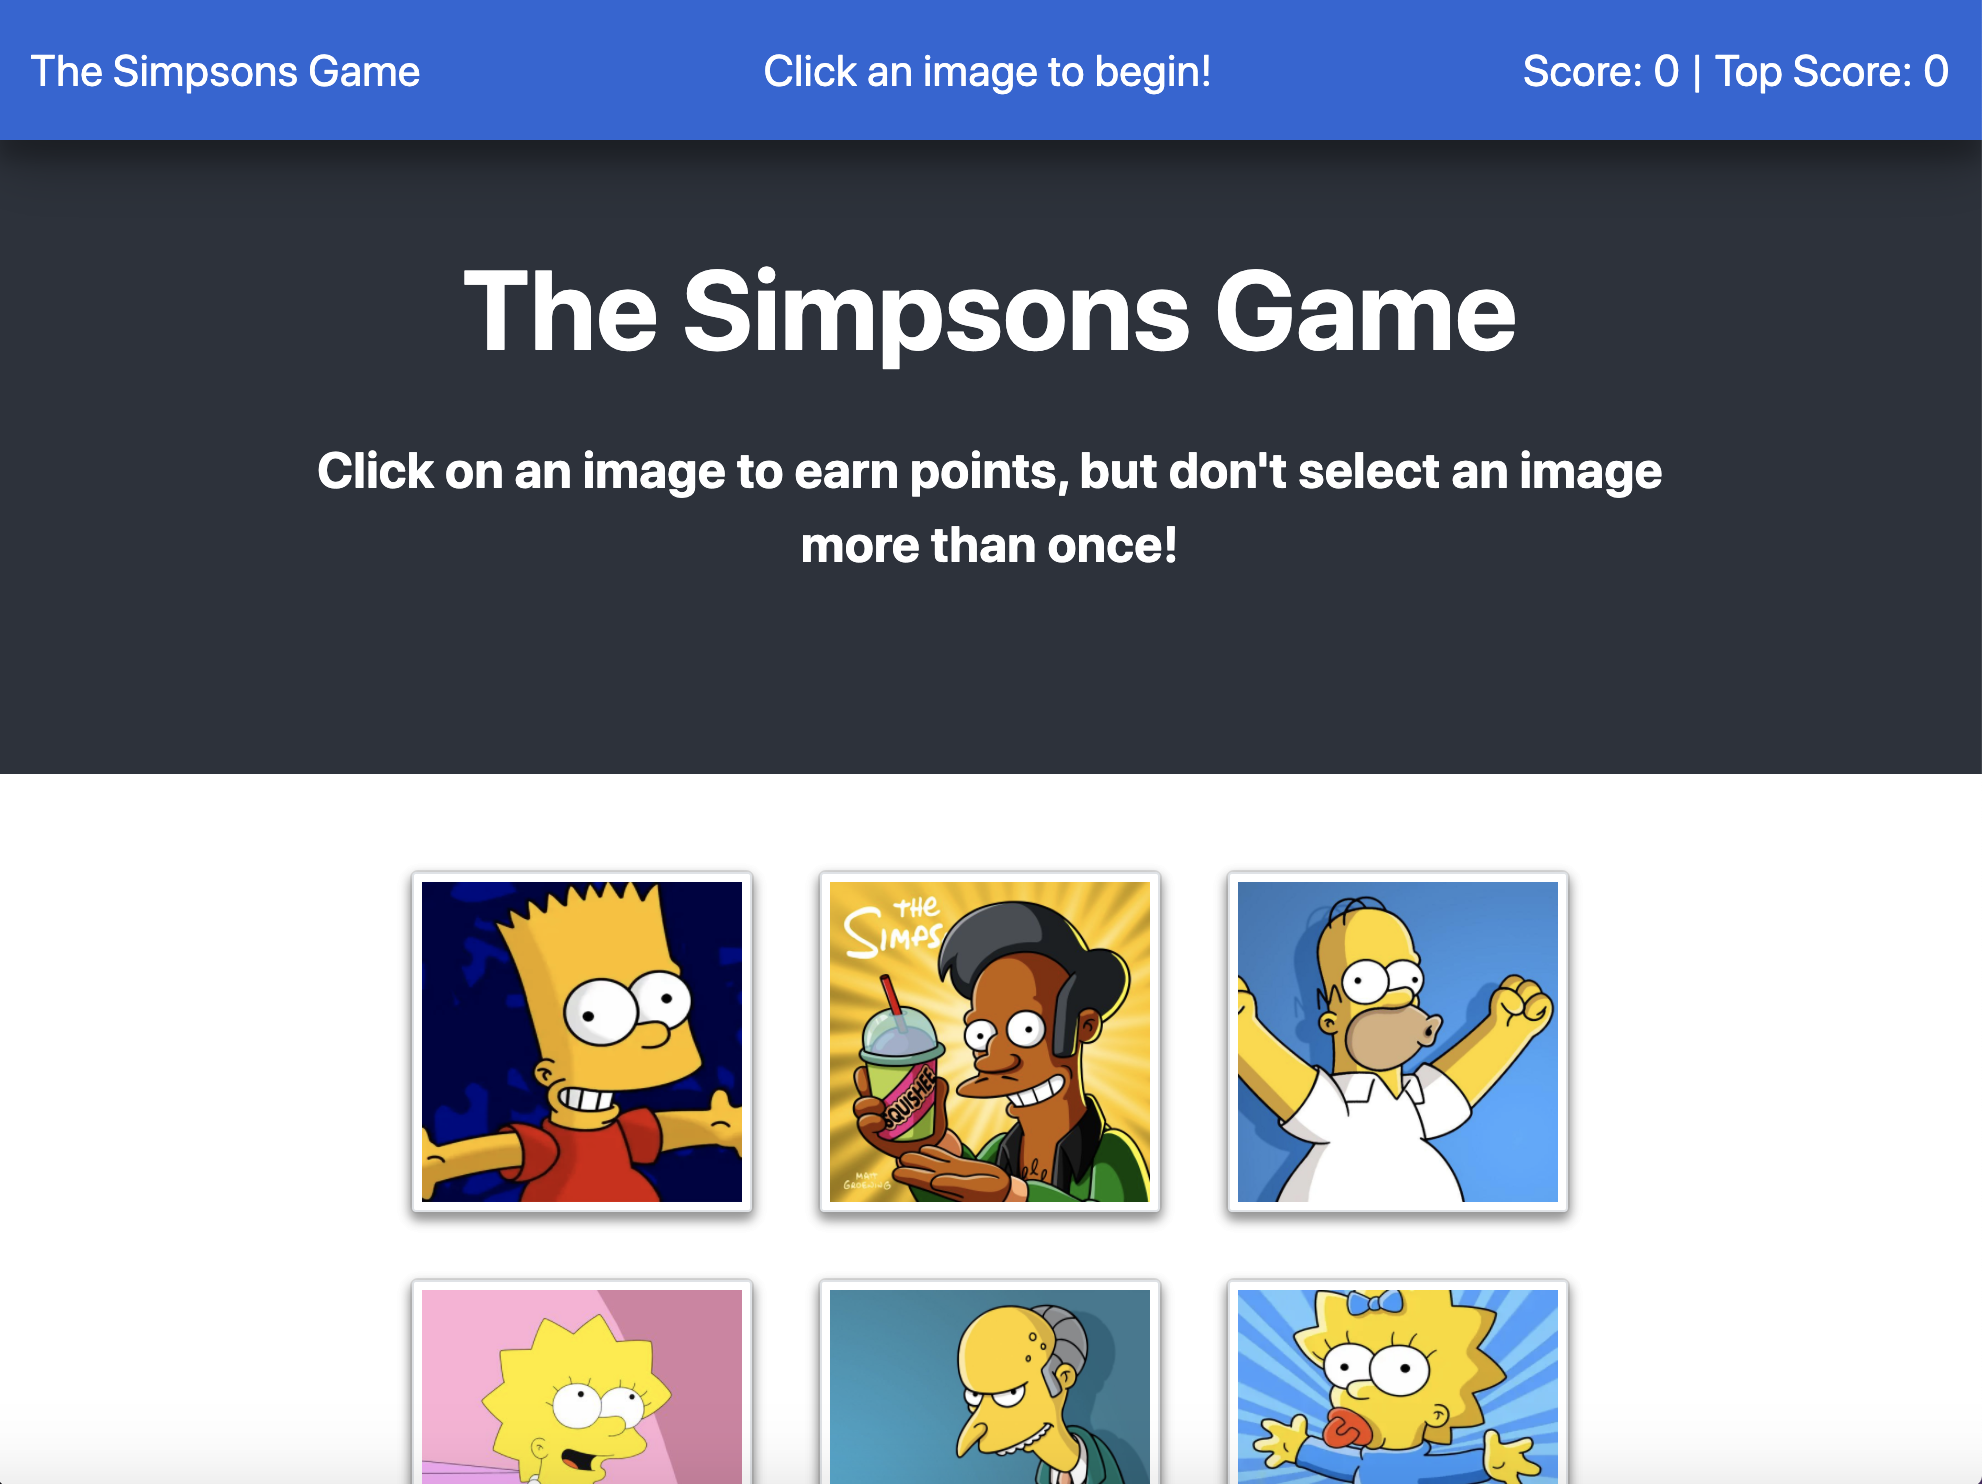 The Simpsons Game
Click an image to begin!
Score: 0 | Top Score: 0
The Simpsons Game
Click on an image to earn points, but don't select an image
more than once!
THE
SIMPS
SQUISHEE
MATT
GROENING